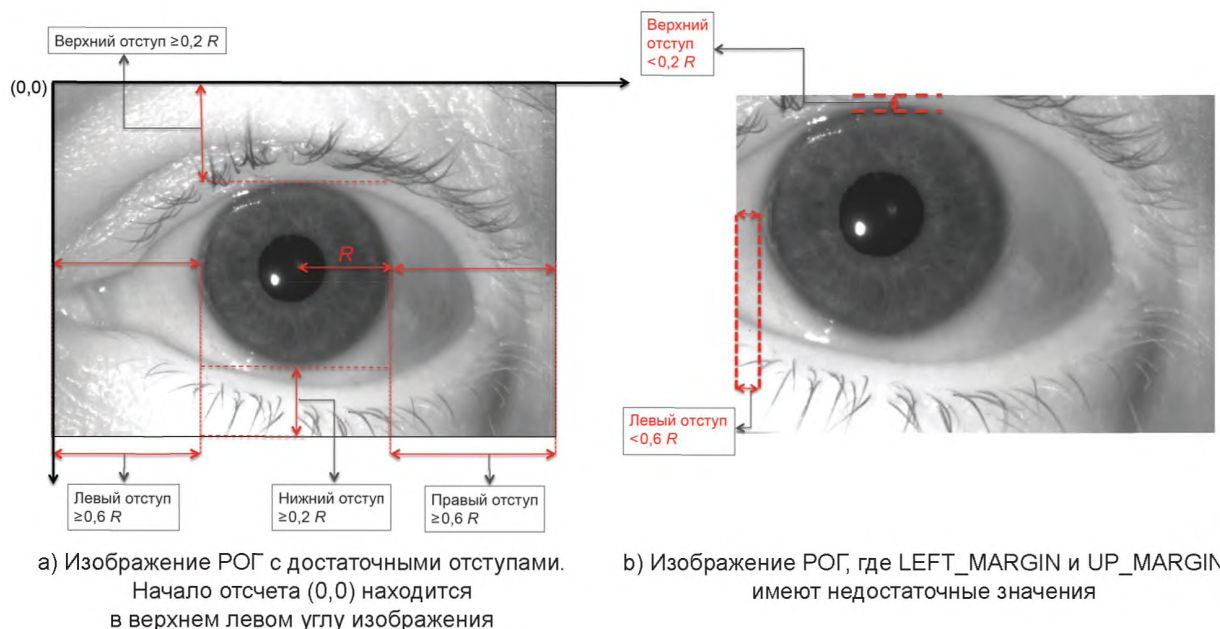 Верхний отступ ≥0,2 R
(0,0)
R
Левый отступ
≥0,6 R
Нижний отступ
≥0,2 R
Правый отступ
≥0,6 R
а) Изображение РОГ с достаточными отступами.
Начало отсчета (0,0) находится
в верхнем левом углу изображения
Верхний
отступ
<0,2 R
Левый отступ
<0,6 R
b) Изображение РОГ, где LEFT_MARGIN и UP_MARGIN
имеют недостаточные значения